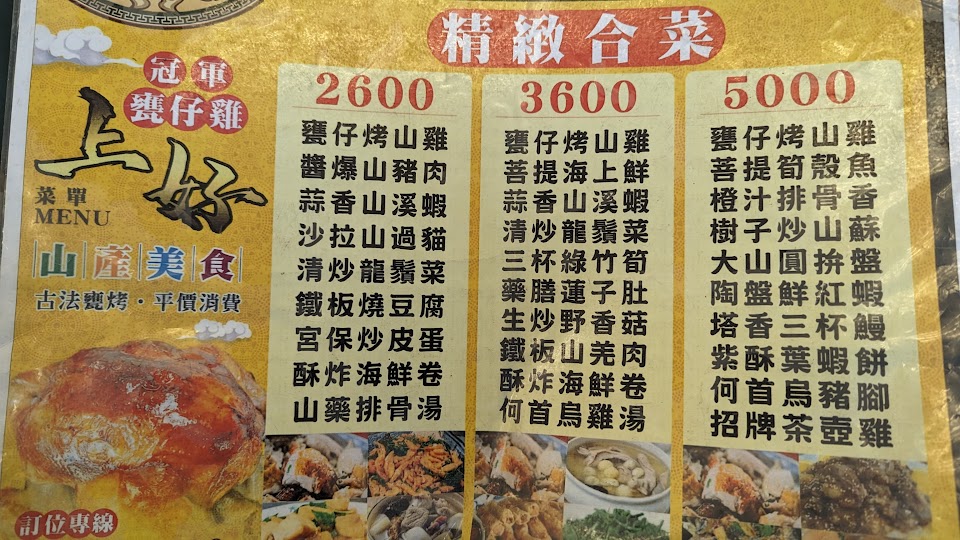 精緻合菜
冠軍
甕仔雞
上好
菜單
MENU
山產美食
古法甕烤・平價消費
訂位專線
2600
甕仔烤山雞
醬爆山豬肉
蒜香山溪蝦
沙拉山過貓
清炒龍鬚菜
鐵板燒豆腐
宮保炒皮蛋
酥炸海鮮卷
山藥排骨湯
3600
甕仔烤山雞
菩提海上鮮
蒜香山溪蝦
清炒龍鬚菜
三杯綠竹筍
藥膳蓮子肚
生炒野香菇
鐵板山羌肉
酥炸海鮮卷
何首烏雞湯
5000
甕仔烤山雞
菩提筍殼魚
橙汁排骨香
樹子炒山蘇
大山圓拚盤
陶盤鮮紅蝦
塔香三杯鰻
紫酥葉蝦餅
何首烏豬腳
招牌茶壺雞